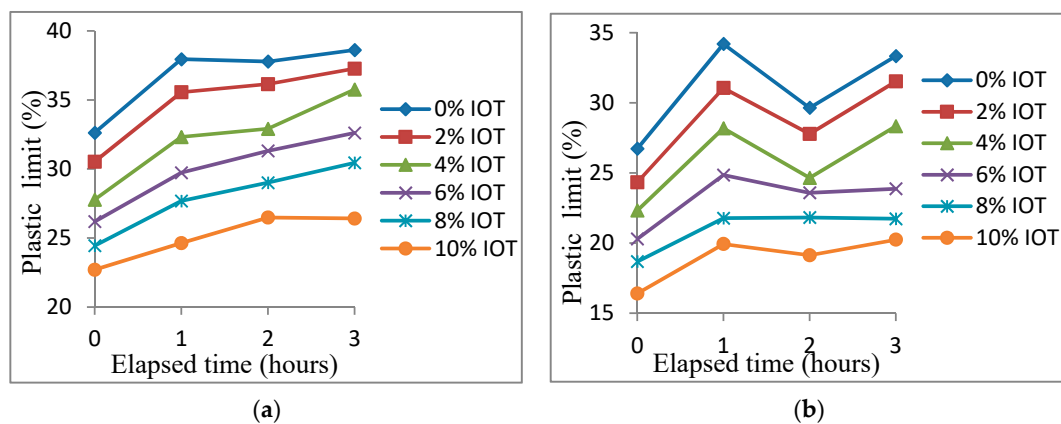 40
35
30
25
20
Plastic limit (%)
0 1 2 3
Elapsed time (hours)
0% IOT
2% IOT
4% IOT
6% IOT
8% IOT
10% IOT
(a)
35
30
25
20
15
Plastic limit (%)
0 1 2 3
Elapsed time (hours)
0% IOT
2% IOT
4% IOT
6% IOT
8% IOT
10% IOT
(b)